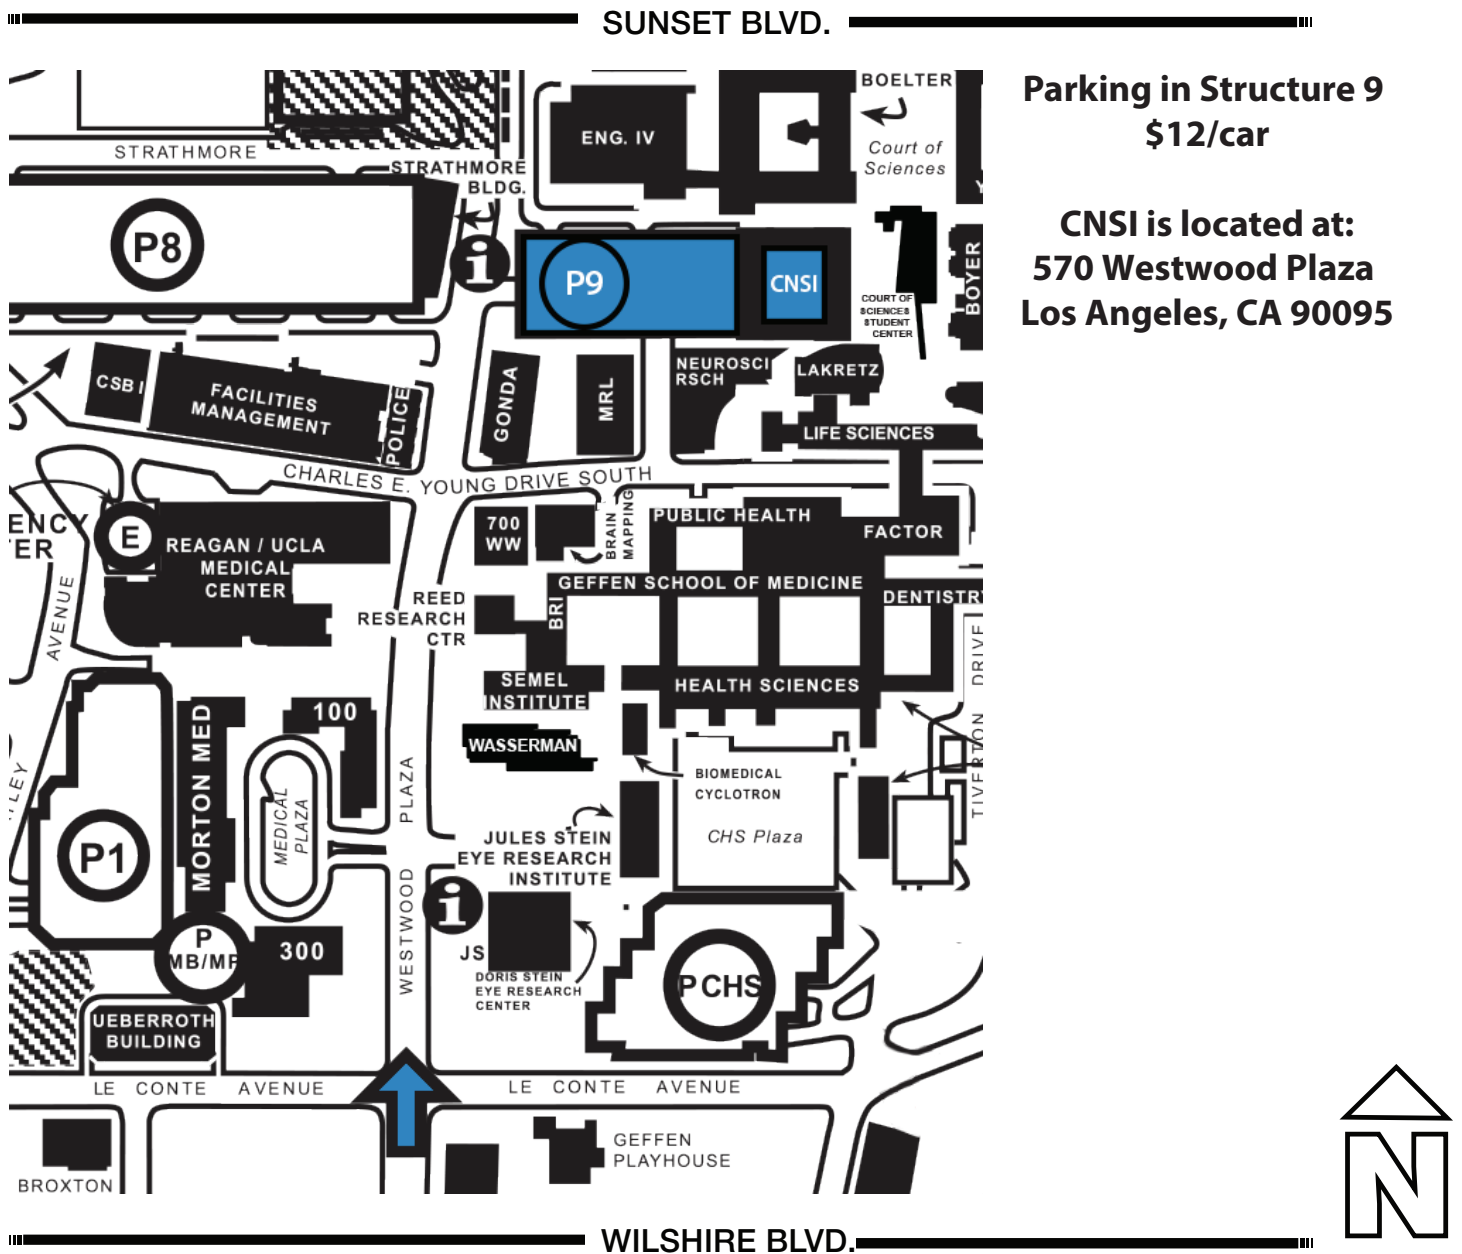 SUNSET BLVD.
Parking in Structure 9
$12/car
CNSI is located at:
570 Westwood Plaza
Los Angeles, CA 90095
BOELTER
ENG. IV
Court of
Sciences
STRATHMORE
STRATHMORE
BLDG.
P8
i
P9
CNSI
COURT OF
SCIENCES
STUDENT
CENTER
BOYER
CSB I
FACILITIES
MANAGEMENT
POLICE
GONDA
MRL
NEUROSCI
RSCH
LAKRETZ
LIFE SCIENCES
CHARLES E. YOUNG DRIVE SOUTH
ENCY
ER
E
REAGAN / UCLA
MEDICAL
CENTER
AVENUE
700
WW
BRAIN
MAPPING
PUBLIC HEALTH
FACTOR
GEFFEN SCHOOL OF MEDICINE
DENTISTRY
REED
RESEARCH
CTR
BRI
SEMEL
INSTITUTE
HEALTH SCIENCES
TIVERTON DRIVE
WASSERMAN
100
MORTON MED
MEDICAL
PLAZA
P1
BIOMEDICAL
CYCLOTRON
CHS Plaza
JULES STEIN
EYE RESEARCH
INSTITUTE
WESTWOOD PLAZA
i
JS
DORIS STEIN
EYE RESEARCH
CENTER
P CHS
P
MB/MP
300
UEBERROTH
BUILDING
LE CONTE AVENUE
LE CONTE AVENUE
GEFFEN
PLAYHOUSE
BROXTON
N
WILSHIRE BLVD.